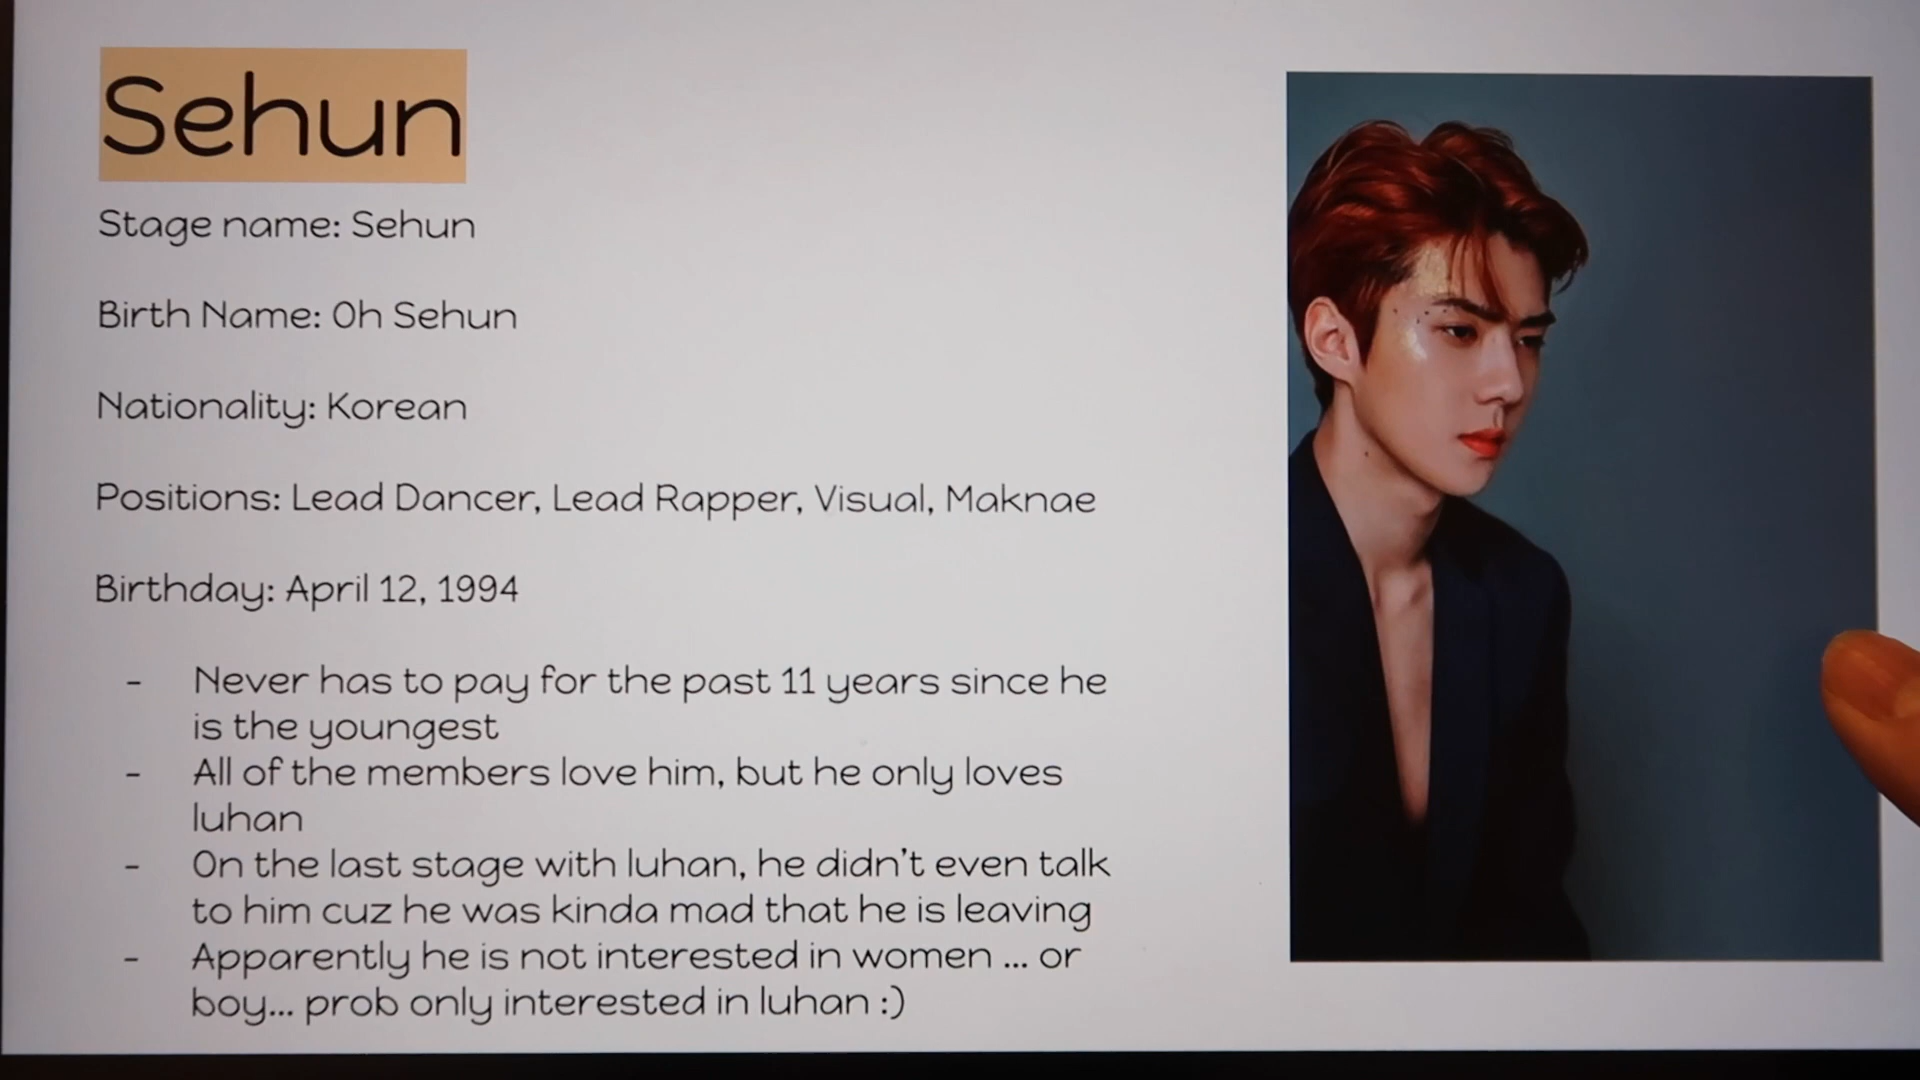 Sehun
Stage name: Sehun
Birth Name: Oh Sehun
Nationality: Korean
Positions: Lead Dancer, Lead Rapper, Visual, Maknae
Birthday: April 12, 1994
- Never has to pay for the past 11 years since he
is the youngest
- All of the members love him, but he only loves
luhan
- On the last stage with luhan, he didn't even talk
to him cuz he was kinda mad that he is leaving
- Apparently he is not interested in women ... or
boy... prob only interested in luhan :)